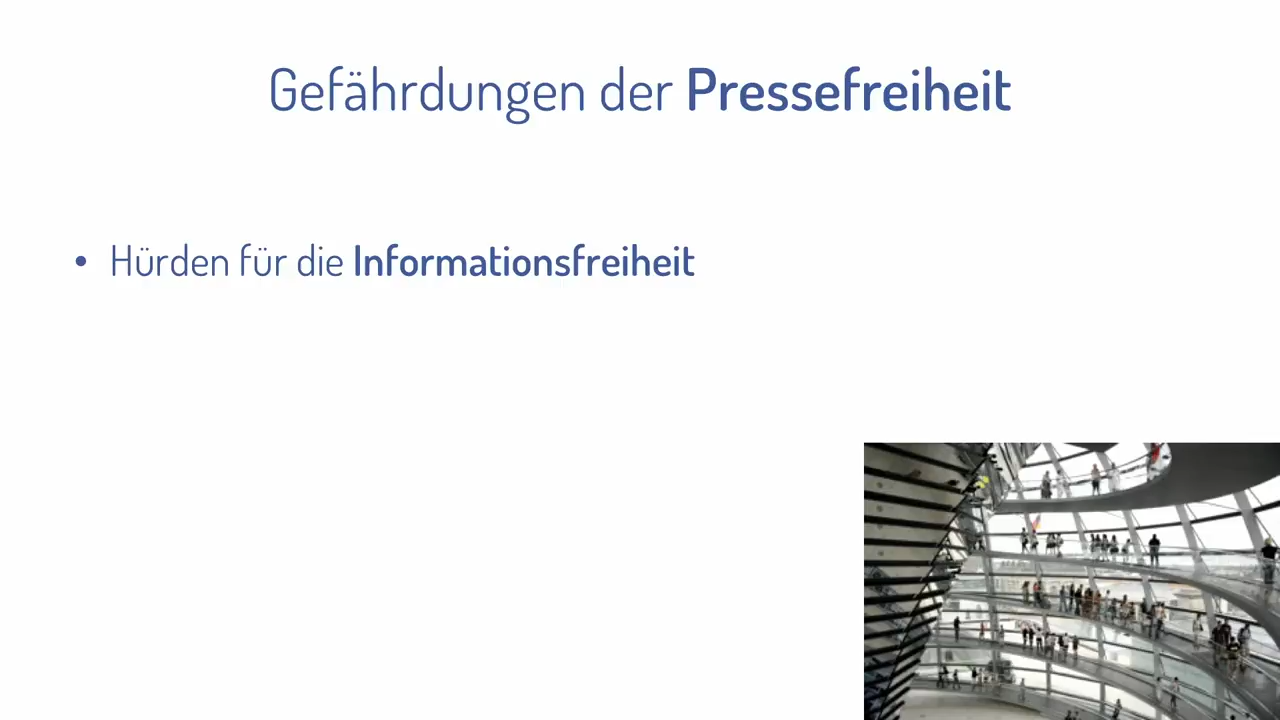 Gefährdungen der Pressefreiheit
• Hürden für die Informationsfreiheit